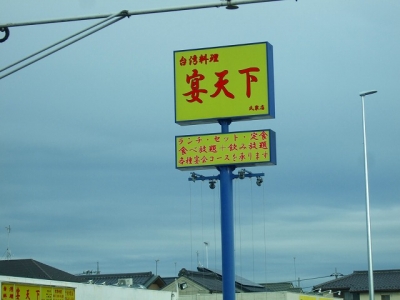 台湾料理
宴天下
ランチ・セット・定食
食べ放題+飲み放題
各種宴会コースを承ります